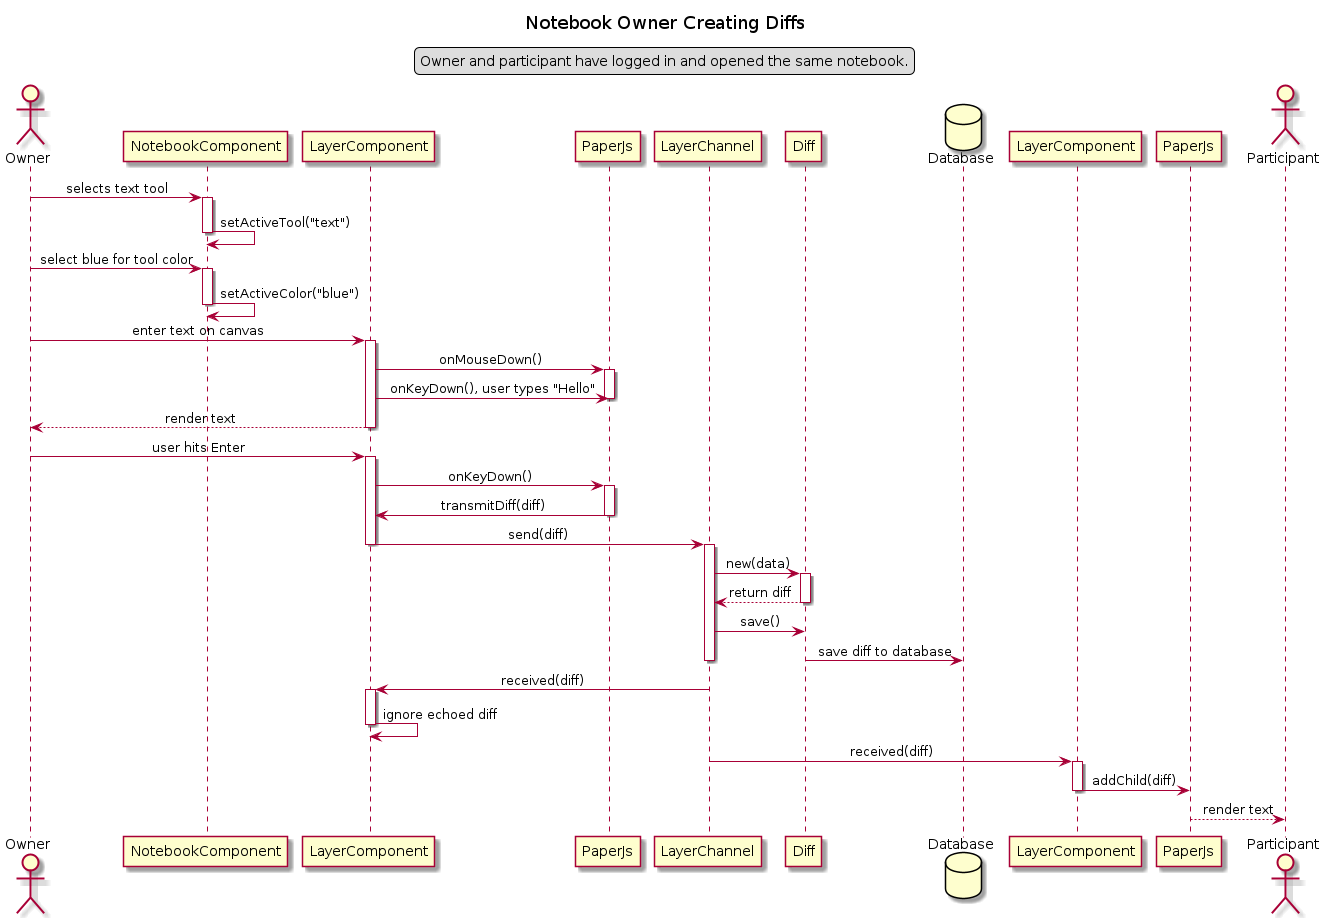 Notebook Owner Creating Diffs
Owner and participant have logged in and opened the same notebook.
Owner
NotebookComponent
LayerComponent
PaperJs
LayerChannel
Diff
Database
LayerComponent
PaperJs
Participant
selects text tool
setActiveTool("text")
select blue for tool color
setActiveColor("blue")
enter text on canvas
onMouseDown()
onKeyDown(), user types "Hello"
render text
user hits Enter
onKeyDown()
transmitDiff(diff)
send(diff)
new(data)
return diff
save()
save diff to database
received(diff)
ignore echoed diff
received(diff)
addChild(diff)
render text
Owner
NotebookComponent
LayerComponent
PaperJs
LayerChannel
Diff
Database
LayerComponent
PaperJs
Participant